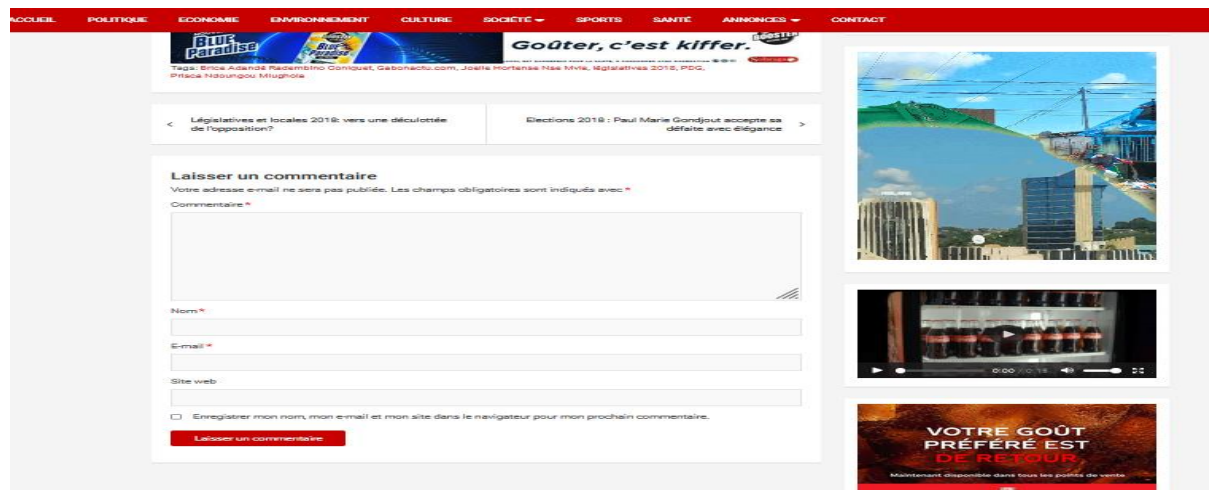 ACCUEIL POLITIQUE ECONOMIE ENVIRONNEMENT CULTURE SOCIÉTÉ SPORTS SANTÉ ANNONCES CONTACT
BLUE
Paradise
BOOSTER
Goûter, c'est kiffer.
Tags: Brice Adandé Redembino Coniquet, Gabonactu.com, Joelle Hortense Nse Mvie, législatives 2018, PDG,
Prisca Ndoungou Miughola
< Législatives et locales 2018: vers une déculottée
de l'opposition?
Elections 2018 : Paul Marie Gondjout accepte sa >
défaite avec élégance
Laisser un commentaire
Votre adresse e-mail ne sera pas publiée. Les champs obligatoires sont indiqués avec *
Commentaire *
Nom *
E-mail *
Site web
Enregistrer mon nom, mon e-mail et mon site dans le navigateur pour mon prochain commentaire.
Laisser un commentaire
0:00
VOTRE GOÛT
PRÉFÉRÉ EST
DE RETOUR
Maintenant disponible dans tous les points de vente